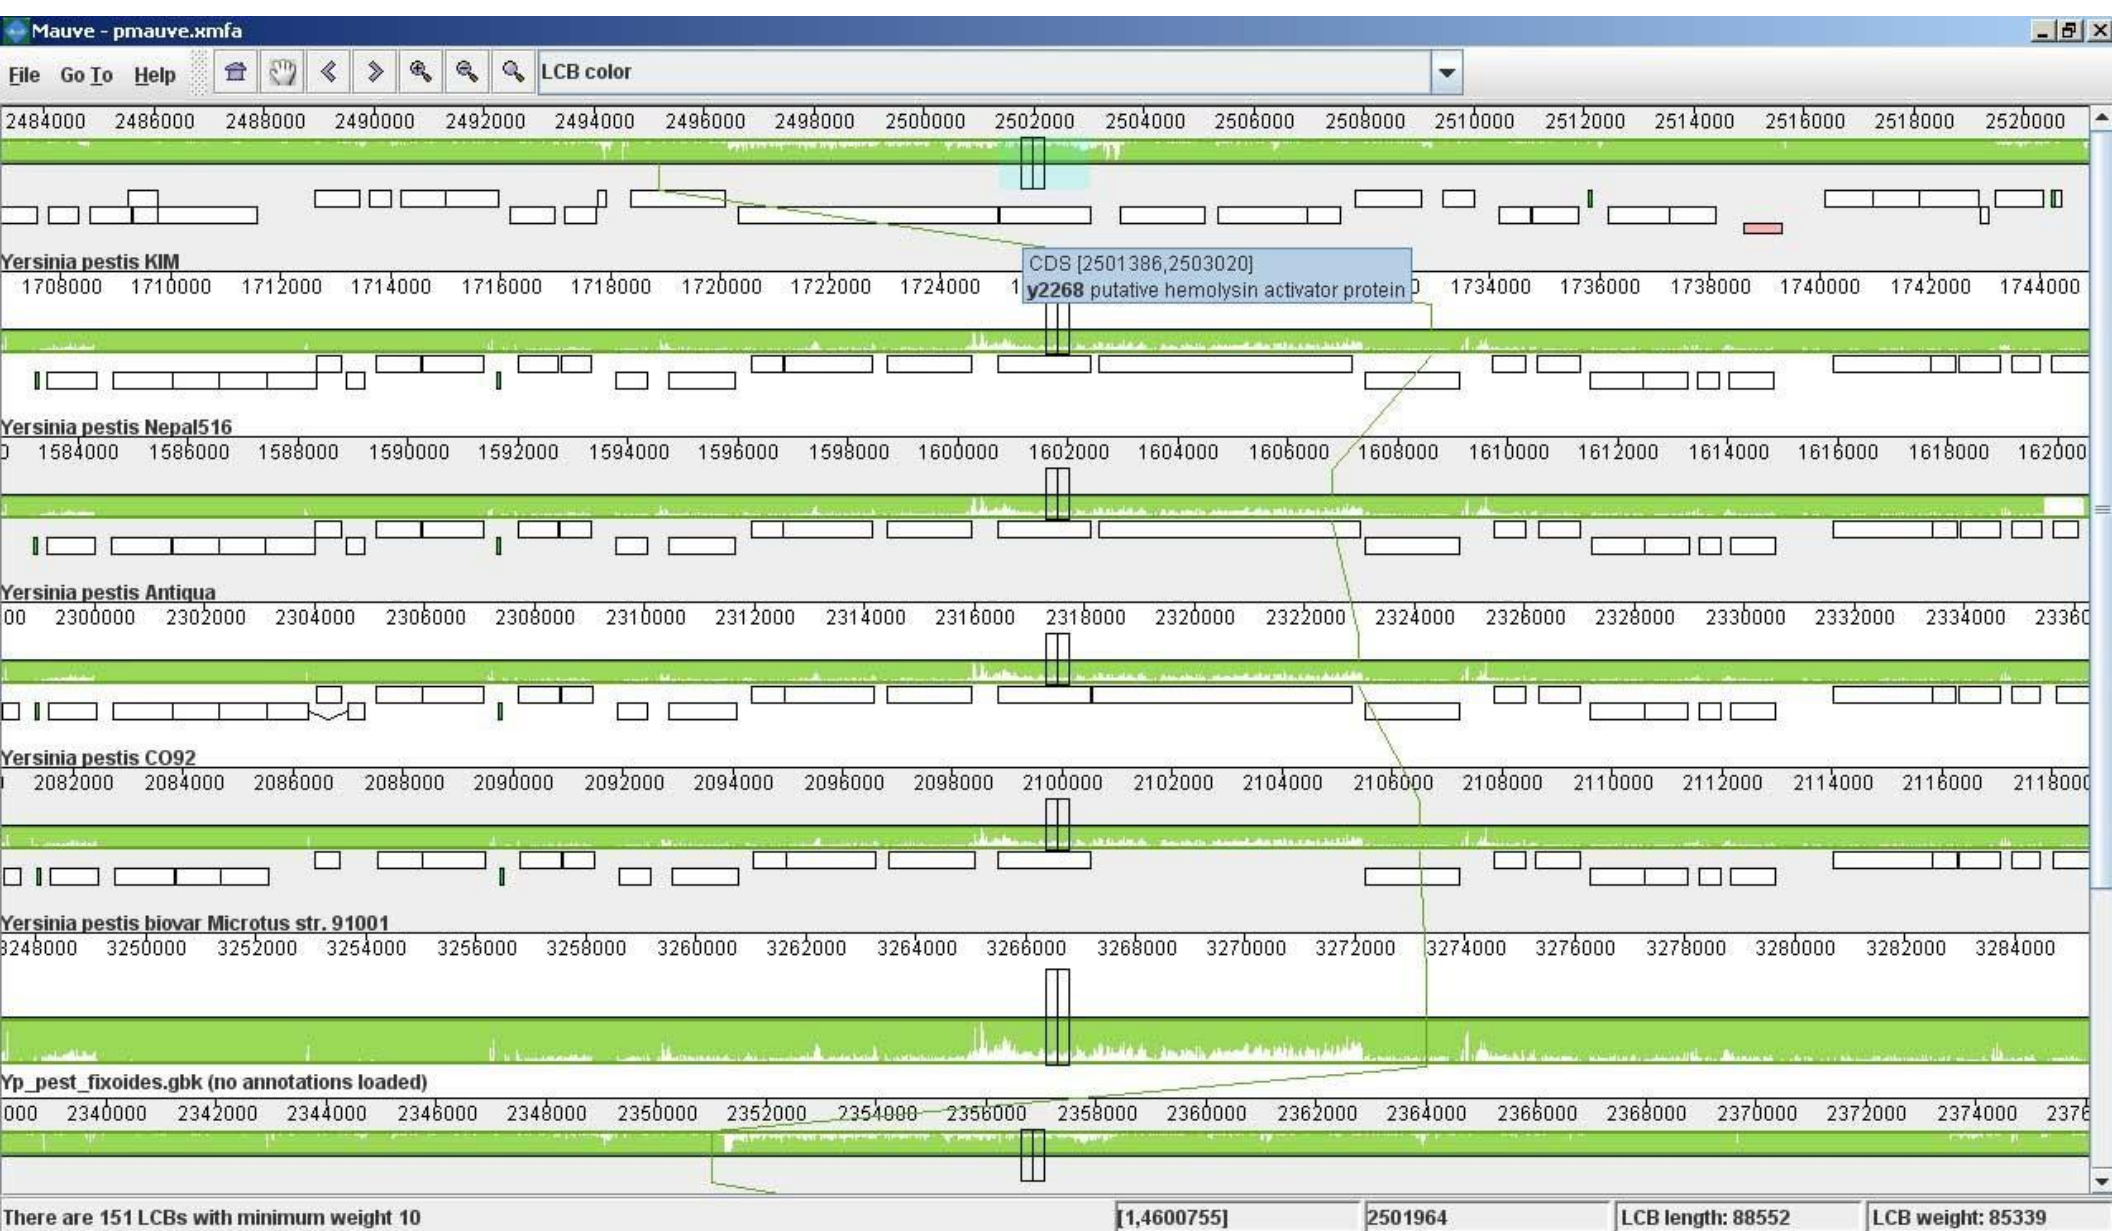 Mauve - pmauve.xmfa
File Go To Help LCB color
2484000 2486000 2488000 2490000 2492000 2494000 2496000 2498000 2500000 2502000 2504000 2506000 2508000 2510000 2512000 2514000 2516000 2518000 2520000
Yersinia pestis KIM
CDS [2501386,2503020]
y2268 putative hemolysin activator protein
1708000 1710000 1712000 1714000 1716000 1718000 1720000 1722000 1724000 1 0 1734000 1736000 1738000 1740000 1742000 1744000
Yersinia pestis Nepal516
1584000 1586000 1588000 1590000 1592000 1594000 1596000 1598000 1600000 1602000 1604000 1606000 1608000 1610000 1612000 1614000 1616000 1618000 162000
Yersinia pestis Antiqua
00 2300000 2302000 2304000 2306000 2308000 2310000 2312000 2314000 2316000 2318000 2320000 2322000 2324000 2326000 2328000 2330000 2332000 2334000 2336
Yersinia pestis CO92
2082000 2084000 2086000 2088000 2090000 2092000 2094000 2096000 2098000 2100000 2102000 2104000 2106000 2108000 2110000 2112000 2114000 2116000 2118000
Yersinia pestis biovar Microtus str. 91001
3248000 3250000 3252000 3254000 3256000 3258000 3260000 3262000 3264000 3266000 3268000 3270000 3272000 3274000 3276000 3278000 3280000 3282000 3284000
Yp_pest_fixoides.gbk (no annotations loaded)
000 2340000 2342000 2344000 2346000 2348000 2350000 2352000 2354000 2356000 2358000 2360000 2362000 2364000 2366000 2368000 2370000 2372000 2374000 2376
There are 151 LCBs with minimum weight 10 [1,4600755] 2501964 LCB length: 88552 LCB weight: 85339